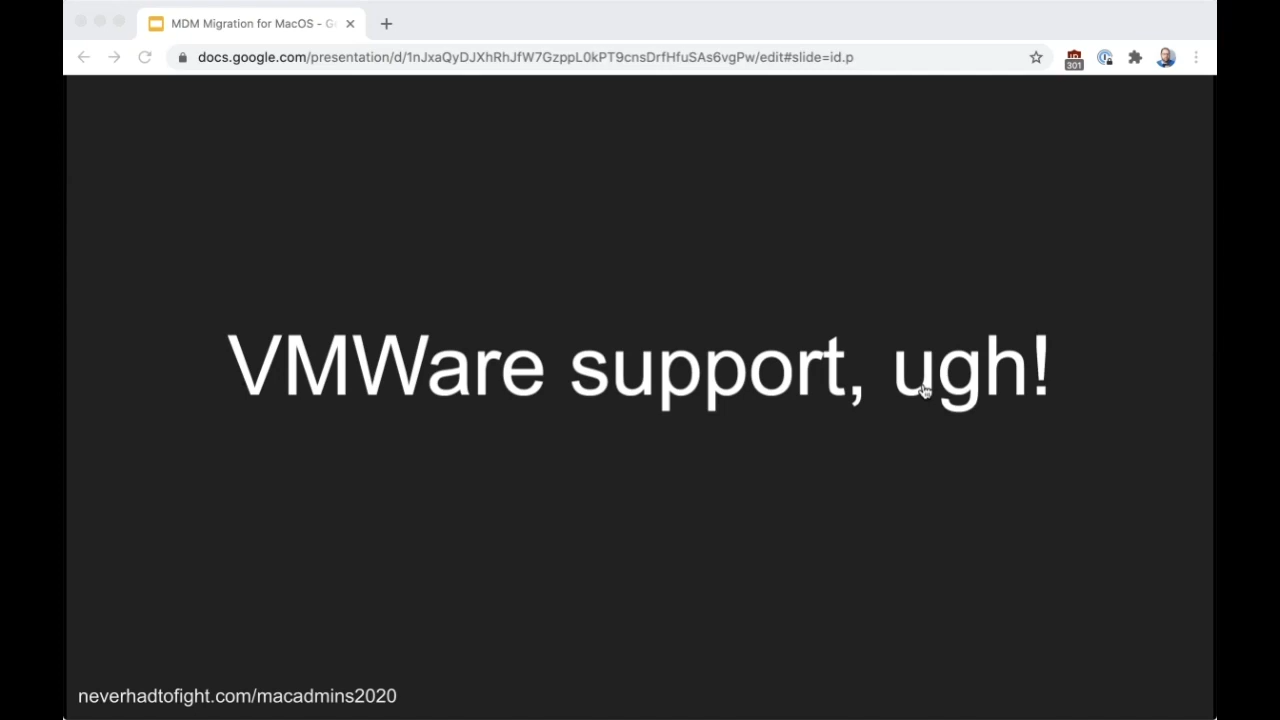 MDM Migration for MacOS - G
docs.google.com/presentation/d/1nJxaQyDJXhRhJfW7GzppL0kPT9cnsDrfHfuSAs6vgPw/edit#slide=id.p
301
VMWare support, ugh!
neverhadtofight.com/macadmins2020